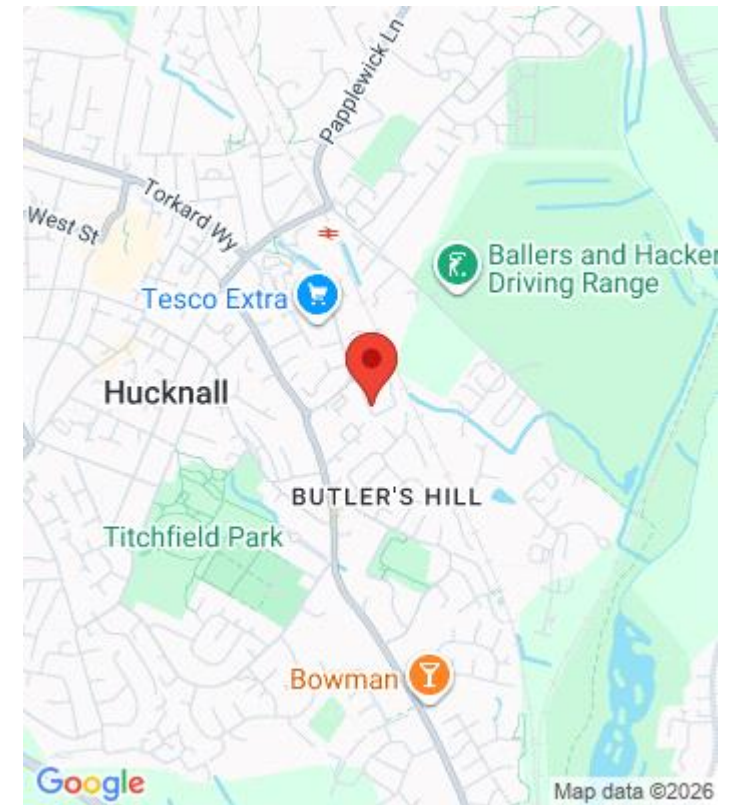 Papplewick Ln
Torkard Wy
West St
Ballers and Hacker
Driving Range
Tesco Extra
Hucknall
BUTLER'S HILL
Titchfield Park
Bowman
Google
Map data ©2026